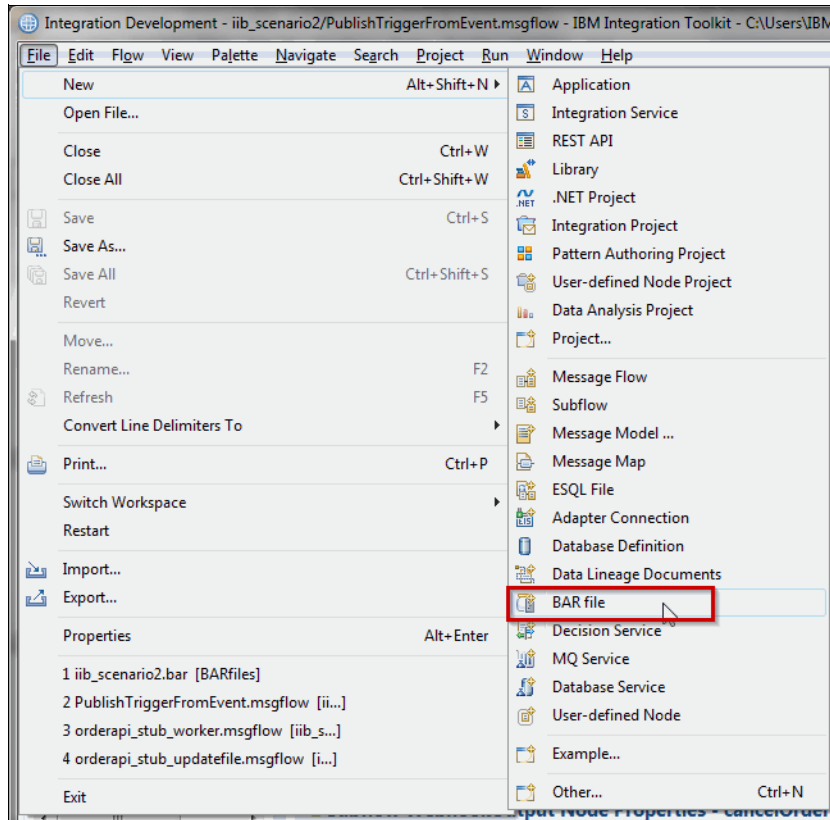 Integration Development - iib_scenario2/PublishTriggerFromEvent.msgflow - IBM Integration Toolkit - C:\Users\IBM
File Edit Flow View Palette Navigate Search Project Run Window Help
New Alt+Shift+N
Open File...
Close Ctrl+W
Close All Ctrl+Shift+W
Save Ctrl+S
Save As...
Save All Ctrl+Shift+S
Revert
Move...
Rename... F2
Refresh F5
Convert Line Delimiters To
Print... Ctrl+P
Switch Workspace
Restart
Import...
Export...
Properties Alt+Enter
1 iib_scenario2.bar [BARfiles]
2 PublishTriggerFromEvent.msgflow [ii...]
3 orderapi_stub_worker.msgflow [iib_s...]
4 orderapi_stub_updatefile.msgflow [i...]
Exit
Application
Integration Service
REST API
Library
.NET Project
Integration Project
Pattern Authoring Project
User-defined Node Project
Data Analysis Project
Project...
Message Flow
Subflow
Message Model ...
Message Map
ESQL File
Adapter Connection
Database Definition
Data Lineage Documents
BAR file
Decision Service
MQ Service
Database Service
User-defined Node
Example...
Other... Ctrl+N
Node Properties - cancelOrder